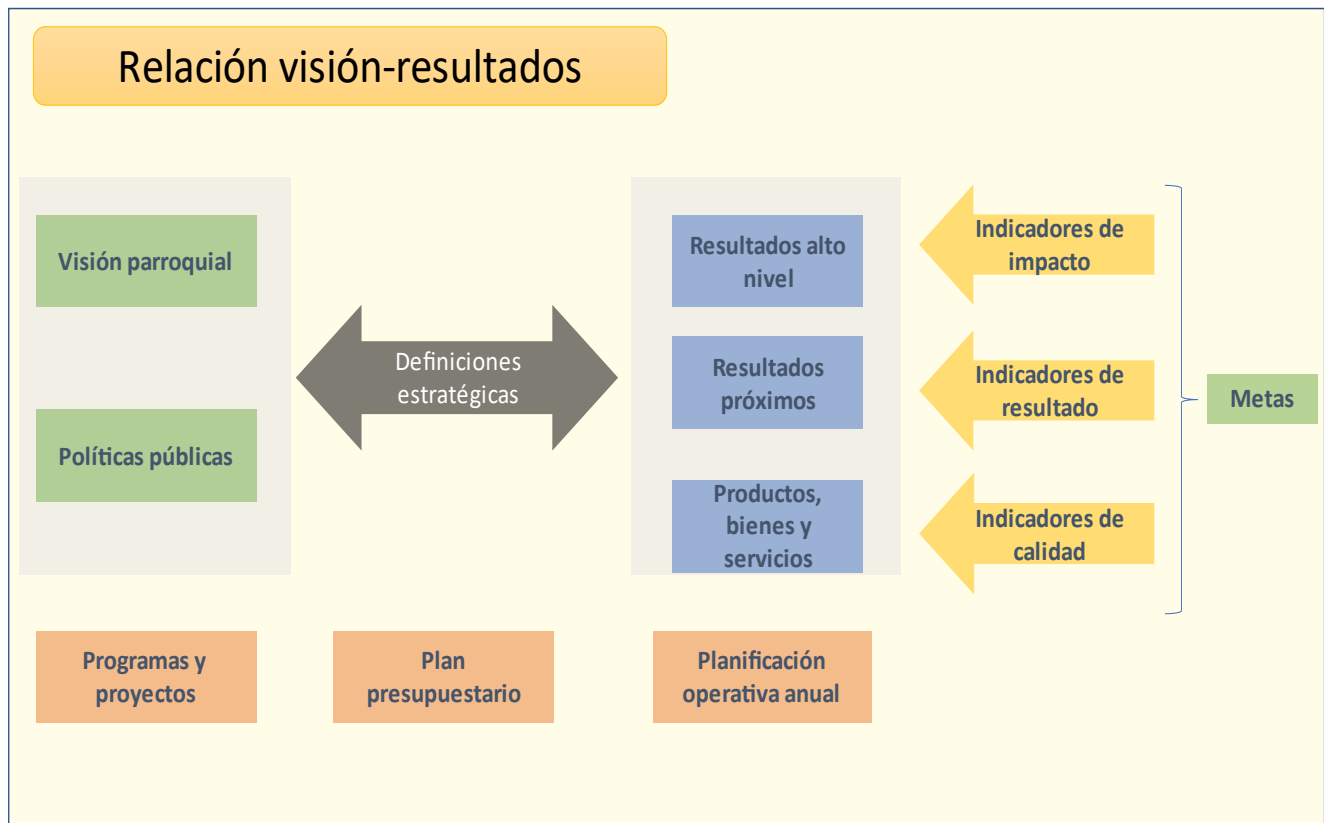 Relación visión-resultados
Visión parroquial
Políticas públicas
Definiciones
estratégicas
Resultados alto
nivel
Resultados
próximos
Productos,
bienes y
servicios
Indicadores de
impacto
Indicadores de
resultado
Indicadores de
calidad
Metas
Programas y
proyectos
Plan
presupuestario
Planificación
operativa anual